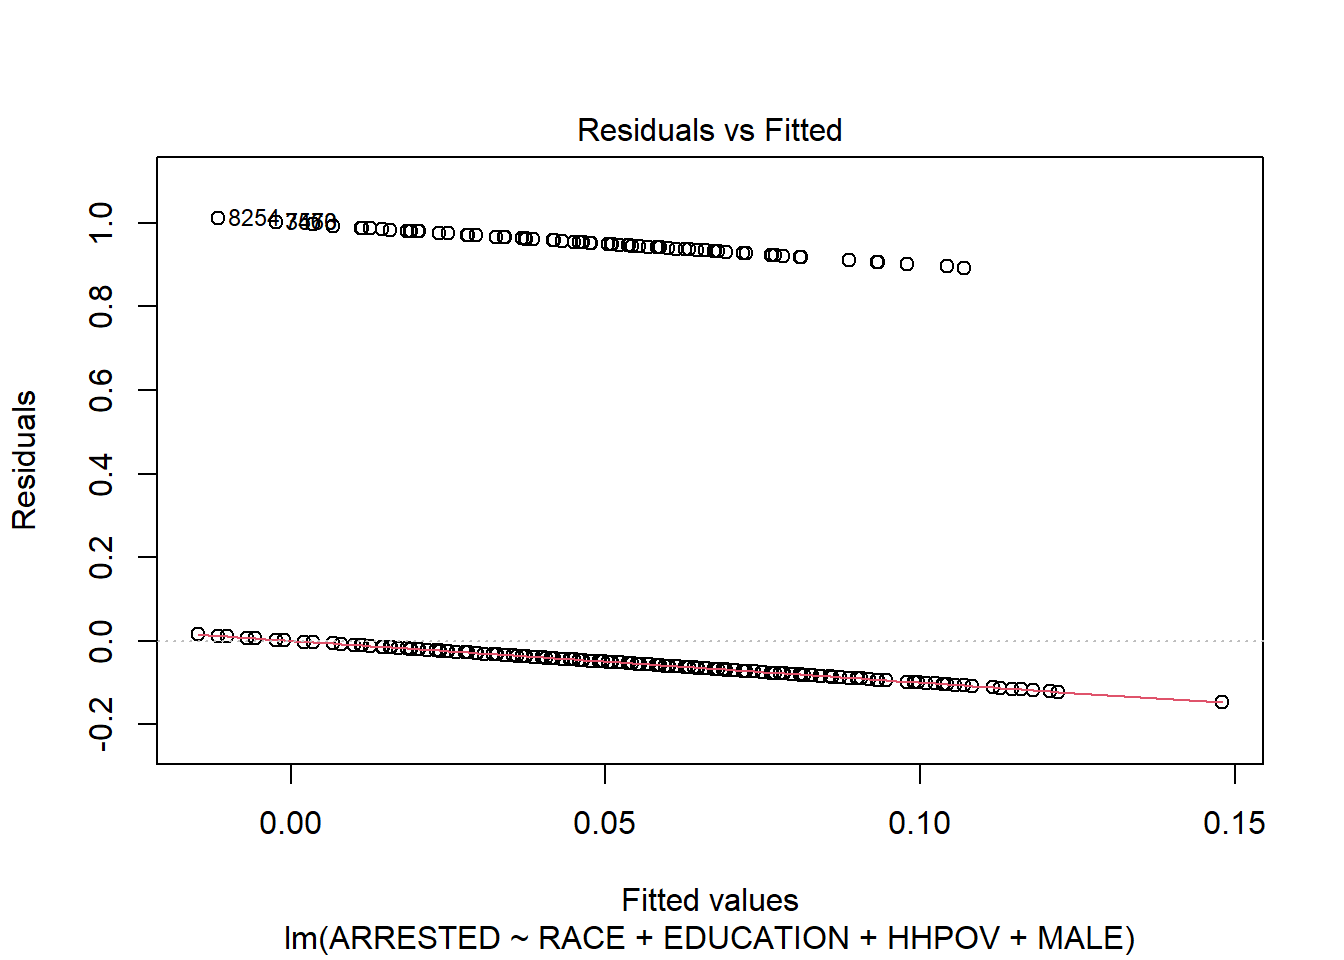 Residuals vs Fitted
Residuals
1.0
0.8
0.6
0.4
0.2
0.0
-0.2
8254
0.00 0.05 0.10 0.15
Fitted values
lm(ARRESTED ~ RACE + EDUCATION + HHPOV + MALE)